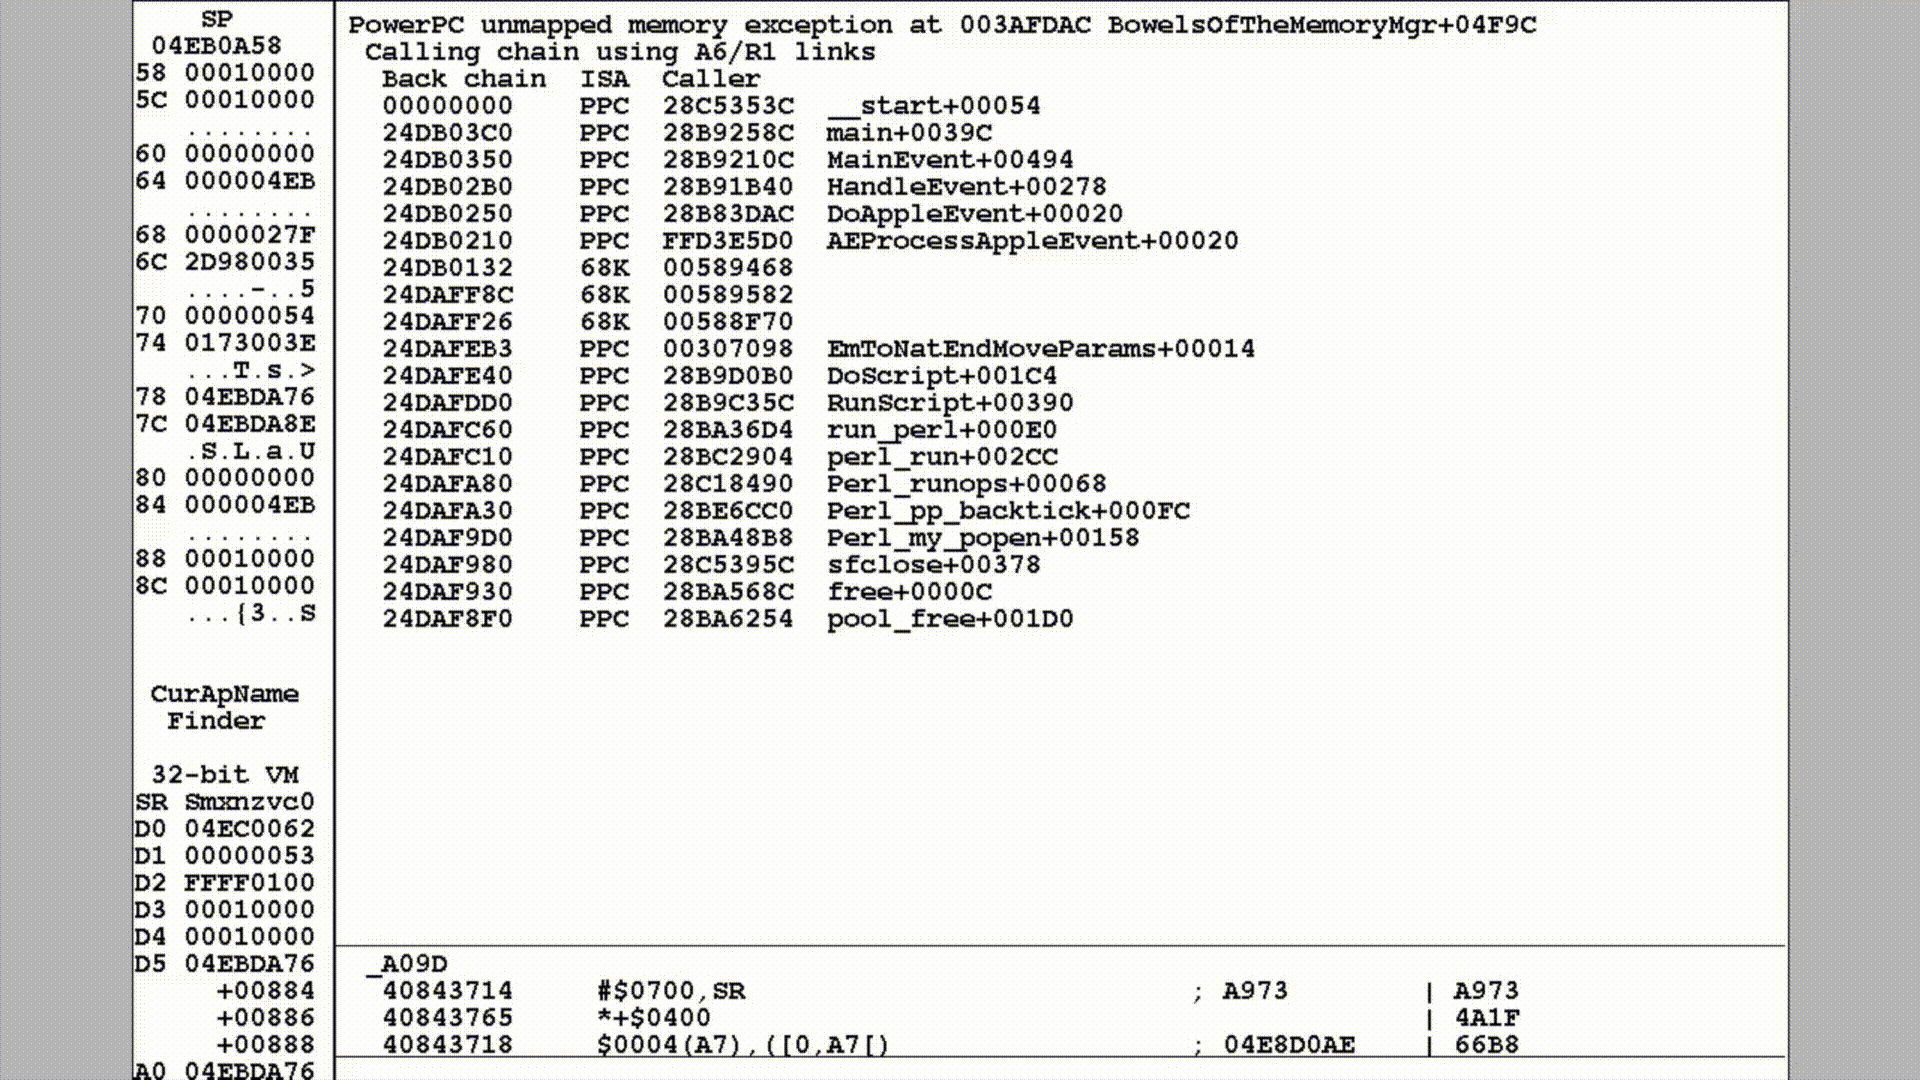 SP
04EB0A58
58 00010000
5C 00010000
........
60 00000000
64 000004EB
........
68 0000027F
6C 2D980035
....-..5
70 00000054
74 0173003E
...T.s.>
78 04EBDA76
7C 04EBDA8E
.S.L.a.U
80 00000000
84 000004EB
........
88 00010000
8C 00010000
...{3..S
CurApName
Finder
32-bit VM
SR Smxnzvc0
D0 04EC0062
D1 00000053
D2 FFFF0100
D3 00010000
D4 00010000
D5 04EBDA76
+00884
+00886
+00888
A0 04EBDA76
PowerPC unmapped memory exception at 003AFDAC BowelsOfTheMemoryMgr+04F9C
Calling chain using A6/R1 links
Back chain ISA Caller
00000000 PPC 28C5353C __start+00054
24DB03C0 PPC 28B9258C main+0039C
24DB0350 PPC 28B9210C MainEvent+00494
24DB02B0 PPC 28B91B40 HandleEvent+00278
24DB0250 PPC 28B83DAC DoAppleEvent+00020
24DB0210 PPC FFD3E5D0 AEProcessAppleEvent+00020
24DB0132 68K 00589468
24DAFF8C 68K 00589582
24DAFF26 68K 00588F70
24DAFEB3 PPC 00307098 EmToNatEndMoveParams+00014
24DAFE40 PPC 28B9D0B0 DoScript+001C4
24DAFDD0 PPC 28B9C35C RunScript+00390
24DAFC60 PPC 28BA36D4 run_perl+000E0
24DAFC10 PPC 28BC2904 perl_run+002CC
24DAFA80 PPC 28C18490 Perl_runops+00068
24DAFA30 PPC 28BE6CC0 Perl_pp_backtick+000FC
24DAF9D0 PPC 28BA48B8 Perl_my_popen+00158
24DAF980 PPC 28C5395C sfclose+00378
24DAF930 PPC 28BA568C free+0000C
24DAF8F0 PPC 28BA6254 pool_free+001D0
_A09D
40843714 #$0700,SR ; A973 | A973
40843765 *+$0400 | 4A1F
40843718 $0004(A7),([0,A7[) ; 04E8D0AE | 66B8